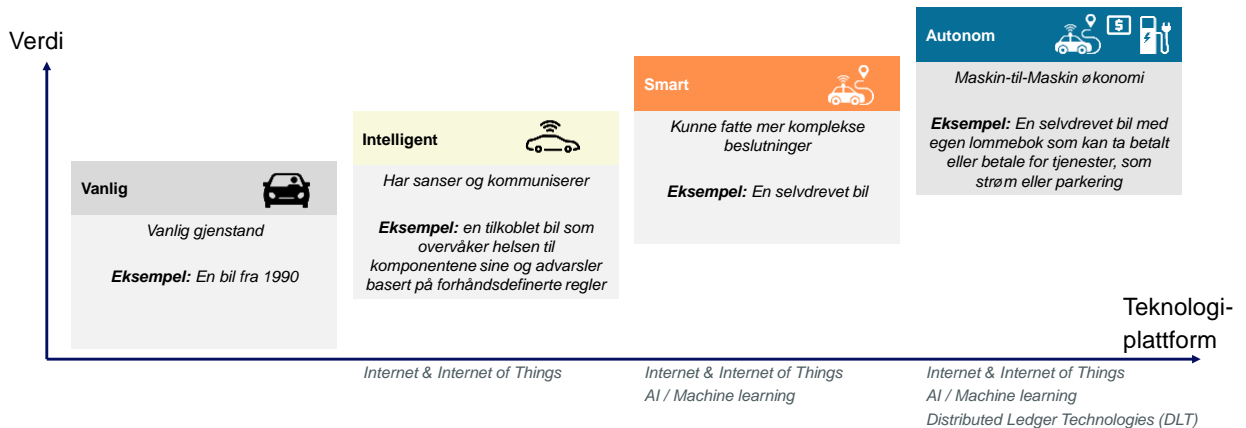 Verdi
Vanlig
Vanlig gjenstand
Eksempel: En bil fra 1990
Intelligent
Har sanser og kommuniserer
Eksempel: en tilkoblet bil som
overvåker helsen til
komponentene sine og advarsler
basert på forhåndsdefinerte regler
Smart
Kunne fatte mer komplekse
beslutninger
Eksempel: En selvdrevet bil
Autonom
$
Maskin-til-Maskin økonomi
Eksempel: En selvdrevet bil med
egen lommebok som kan ta betalt
eller betale for tjenester, som
strøm eller parkering
Teknologi-
plattform
Internet & Internet of Things
Internet & Internet of Things
AI / Machine learning
Internet & Internet of Things
AI / Machine learning
Distributed Ledger Technologies (DLT)